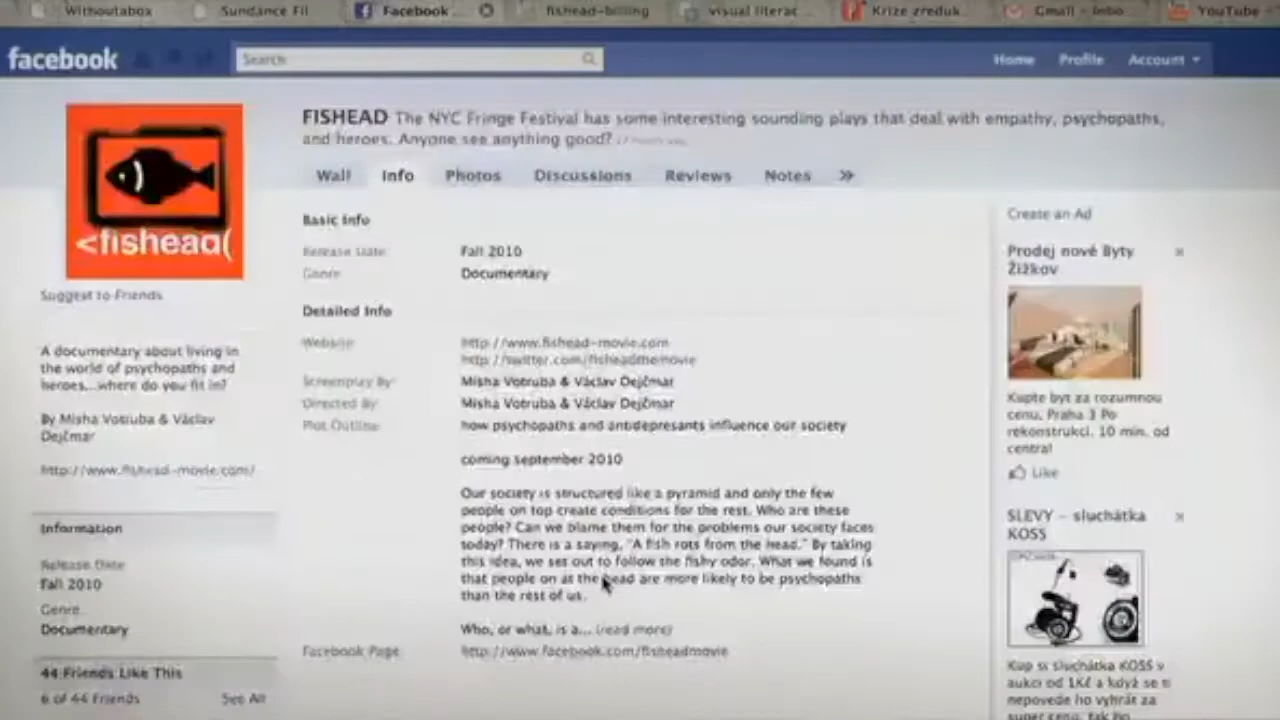 Withoutabox
Sundance Fil
Facebook
fishead-billing
visual literac
Krize zreduk
Gmail - Inbo
YouTube -
facebook
Search
Home
Profile
Account
FISHEAD The NYC Fringe Festival has some interesting sounding plays that deal with empathy, psychopaths,
and heroes. Anyone see anything good?
Wall
Info
Photos
Discussions
Reviews
Notes
<fishead(
Suggest to Friends
A documentary about living in
the world of psychopaths and
heroes...where do you fit in?
By Misha Votruba & Václav
Dejčmar
http://www.fishead-movie.com/
Information
Release Date
Fall 2010
Genre
Documentary
44 Friends Like This
6 of 44 Friends
See All
Basic Info
Release Date:
Fall 2010
Genre
Documentary
Detailed Info
Website:
http://www.fishead-movie.com
http://twitter.com/fisheadthemovie
Screenplay By:
Misha Votruba & Václav Dejčmar
Directed By:
Misha Votruba & Václav Dejčmar
Plot Outline:
how psychopaths and antidepresants influence our society
coming september 2010
Our society is structured like a pyramid and only the few
people on top create conditions for the rest. Who are these
people? Can we blame them for the problems our society faces
today? There is a saying, "A fish rots from the head." By taking
this idea, we set out to follow the fishy odor. What we found is
that people on at the head are more likely to be psychopaths
than the rest of us.
Who, or what, is a... (read more)
Facebook Page:
http://www.facebook.com/fisheadmovie
Create an Ad
Prodej nové Byty
Žižkov
Kupte byt za rozumnou
cenu, Praha 3 Po
rekonstrukci. 10 min. od
centra!
Like
SLEVY - sluchátka
KOSS
Kup si sluchátka KOSS v
aukci od 1Kč a když se ti
nepovede ho vyhrát za
super cenu, tak ho